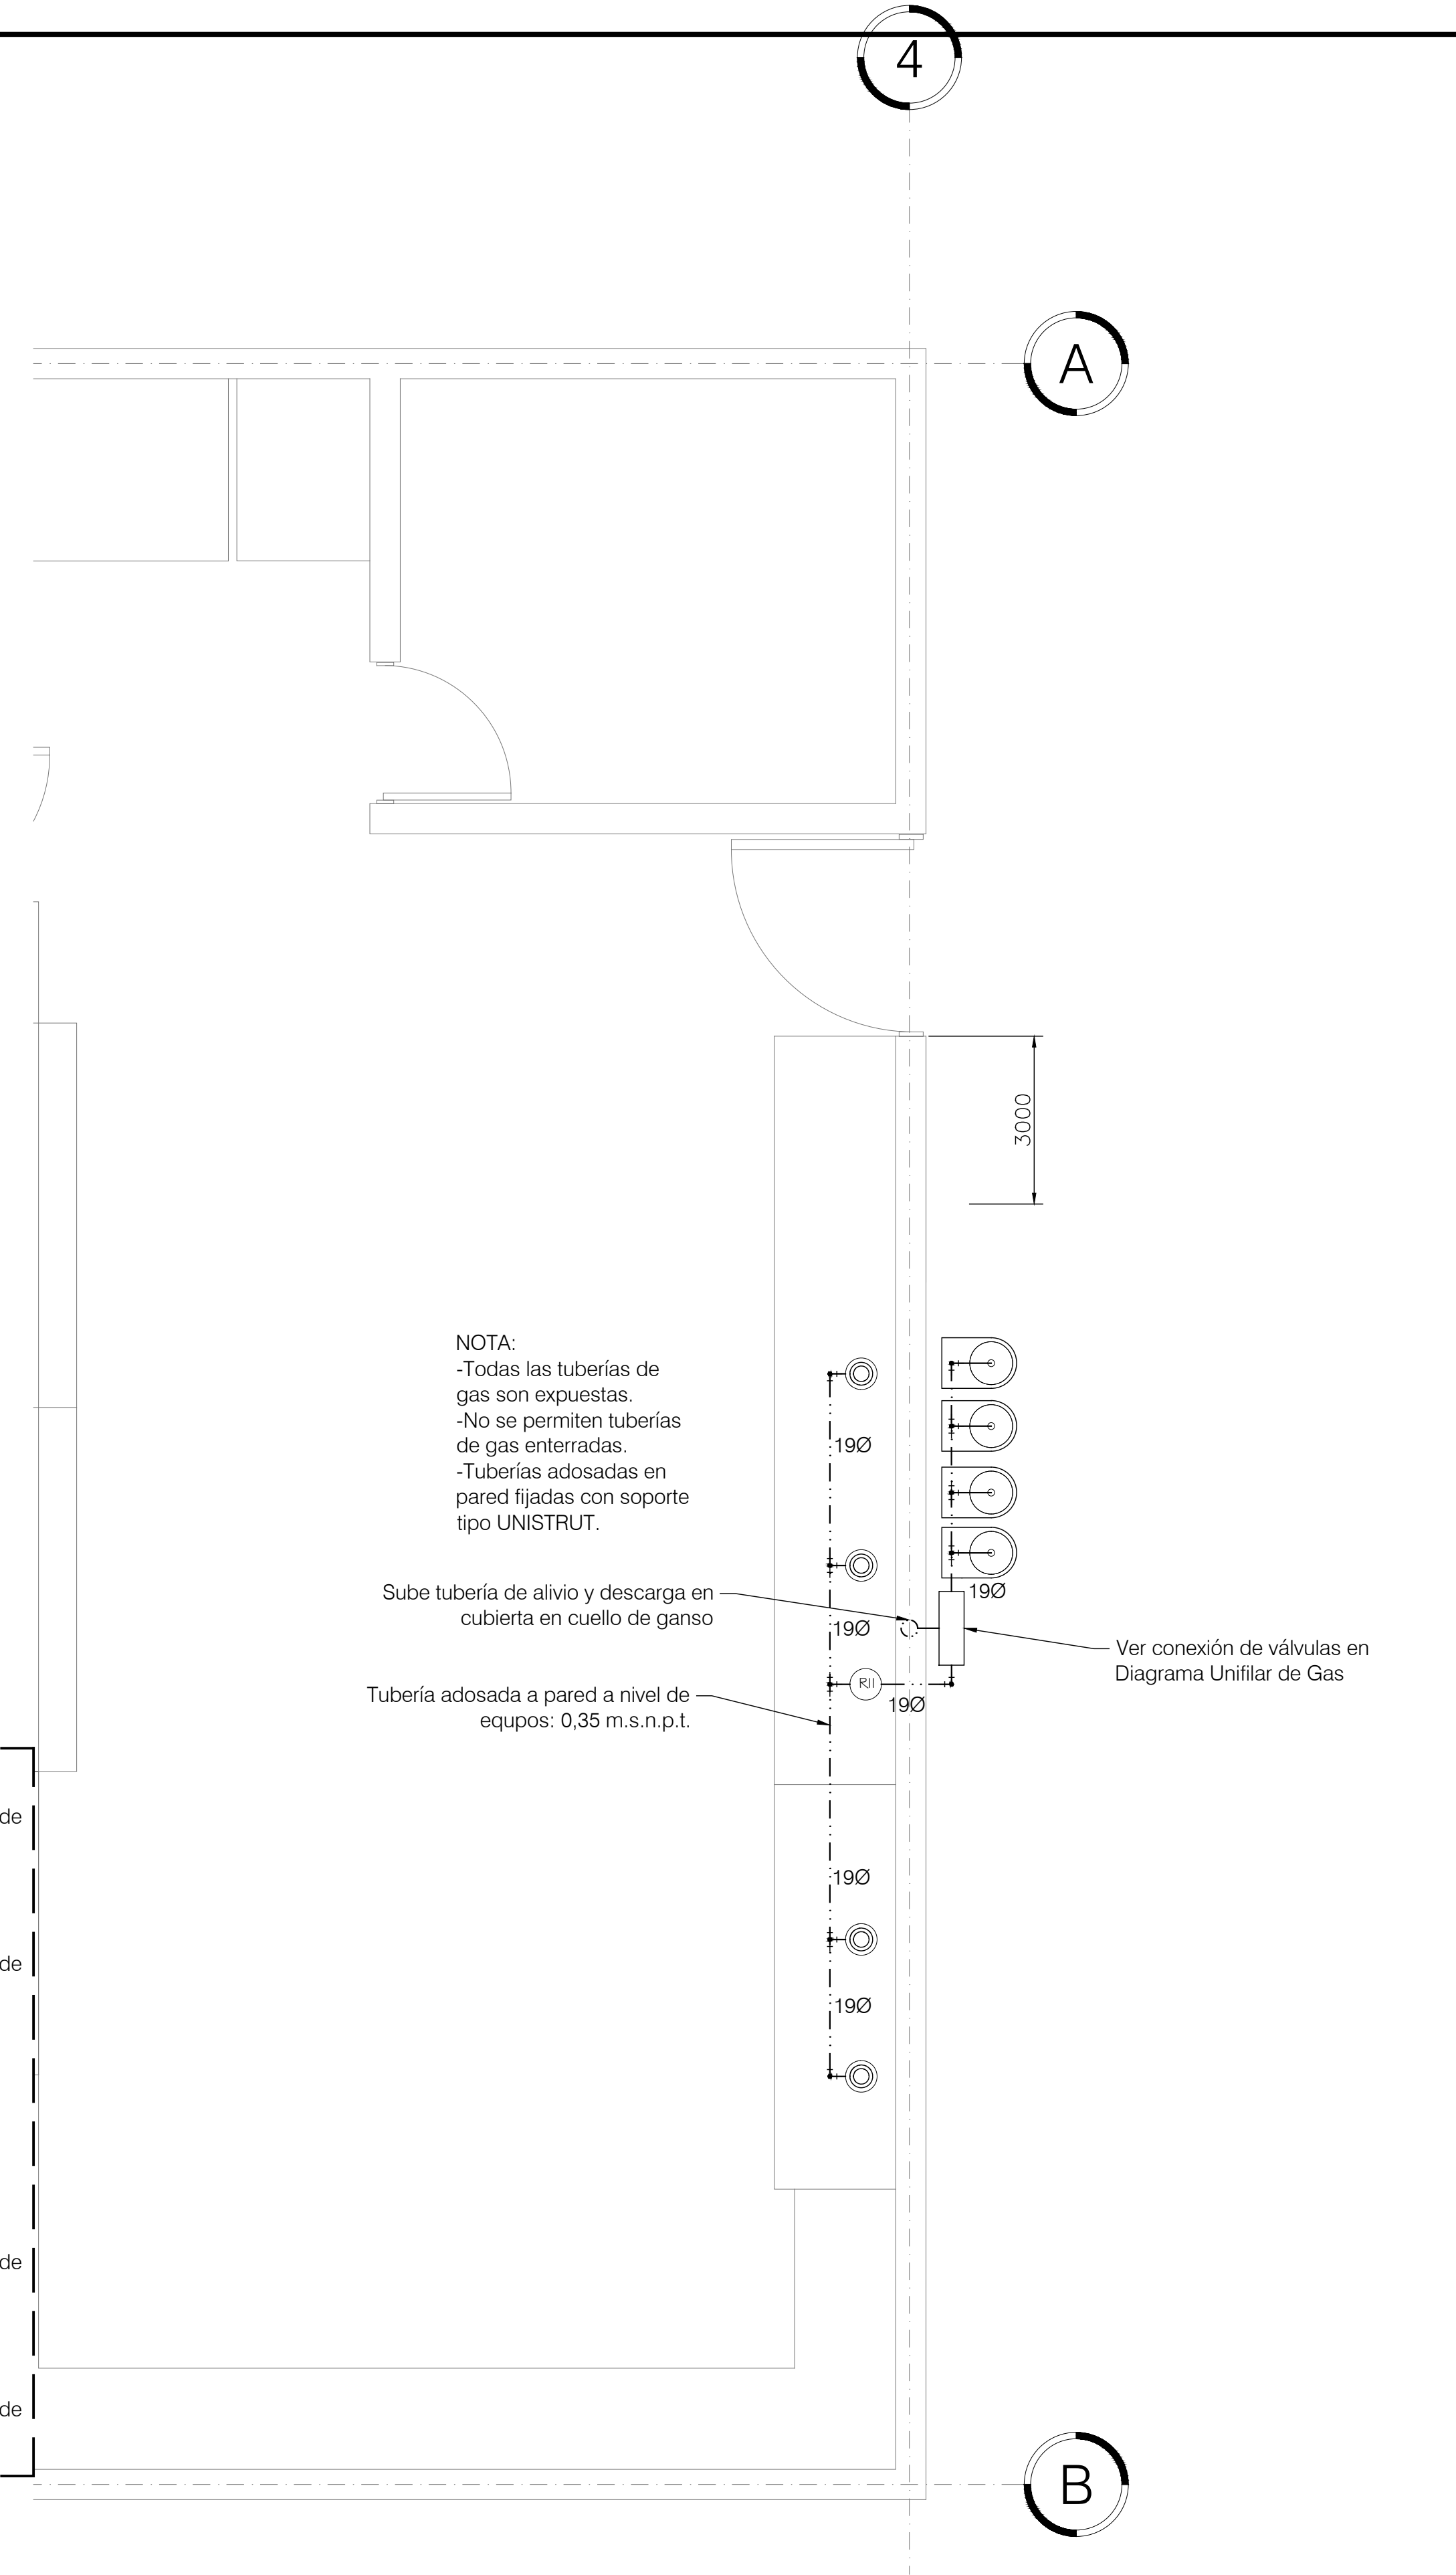 4
A
3000
NOTA:
-Todas las tuberías de
gas son expuestas.
-No se permiten tuberías
de gas enterradas.
-Tuberías adosadas en
pared fijadas con soporte
tipo UNISTRUT.
19Ø
Sube tubería de alivio y descarga en
cubierta en cuello de ganso
19Ø
19Ø
Ver conexión de válvulas en
Diagrama Unifilar de Gas
Tubería adosada a pared a nivel de
equpos: 0,35 m.s.n.p.t.
RII
19Ø
de
19Ø
de
19Ø
de
de
B